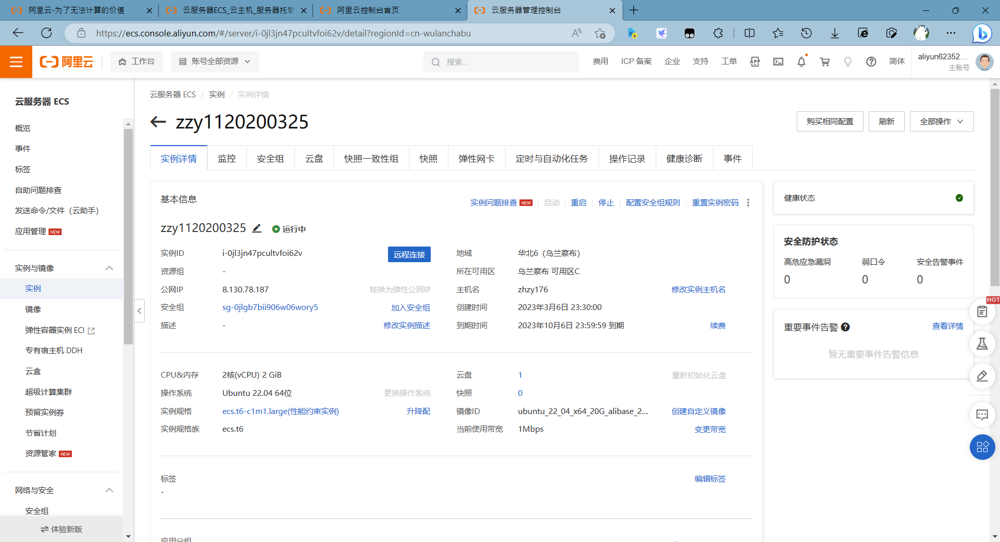 阿里云-为了无法计算的价值
云服务器ECS_云主机_服务器托管
阿里云控制台首页
云服务器管理控制台
https://ecs.console.aliyun.com/#/server/i-0jl3jn47pcultvfoi62v/detail?regionId=cn-wulanchabu
阿里云
工作台
账号全部资源
搜索...
费用
ICP 备案
企业
支持
工单
APP
简体
aliyun62352...
主账号
云服务器 ECS
概览
事件
标签
自助问题排查
发送命令/文件（云助手）
应用管理 NEW
实例与镜像
实例
镜像
弹性容器实例 ECI
专有宿主机 DDH
云盒
超级计算集群
预留实例券
节省计划
资源管家 NEW
网络与安全
安全组
体验新版
云服务器 ECS / 实例 / 实例详情
zzy1120200325
购买相同配置
刷新
全部操作
实例详情
监控
安全组
云盘
快照一致性组
快照
弹性网卡
定时与自动化任务
操作记录
健康诊断
事件
基本信息
实例问题排查 NEW
启动
重启
停止
配置安全组规则
重置实例密码
zzy1120200325
运行中
实例ID i-0jl3jn47pcultvfoi62v 远程连接 地域 华北6（乌兰察布）
资源组 - 所在可用区 乌兰察布 可用区C
公网IP 8.130.78.187 转换为弹性公网IP 主机名 zhzy176 修改实例主机名
安全组 sg-0jlgb7bii906w06wory5 加入安全组 创建时间 2023年3月6日 23:30:00
描述 - 修改实例描述 到期时间 2023年10月6日 23:59:59 到期 续费
CPU&内存 2核(vCPU) 2 GiB 云盘 1 重新初始化云盘
操作系统 Ubuntu 22.04 64位 更换操作系统 快照 0
实例规格 ecs.t6-c1m1.large(性能约束实例) 升降配 镜像ID ubuntu_22_04_x64_20G_alibase_2... 创建自定义镜像
实例规格族 ecs.t6 当前使用带宽 1Mbps 变更带宽
标签 编辑标签
-
应用分组
健康状态
安全防护状态
高危应急漏洞 弱口令 安全告警事件
0 0 0
重要事件告警 查看详情
暂无重要事件告警信息
HOT